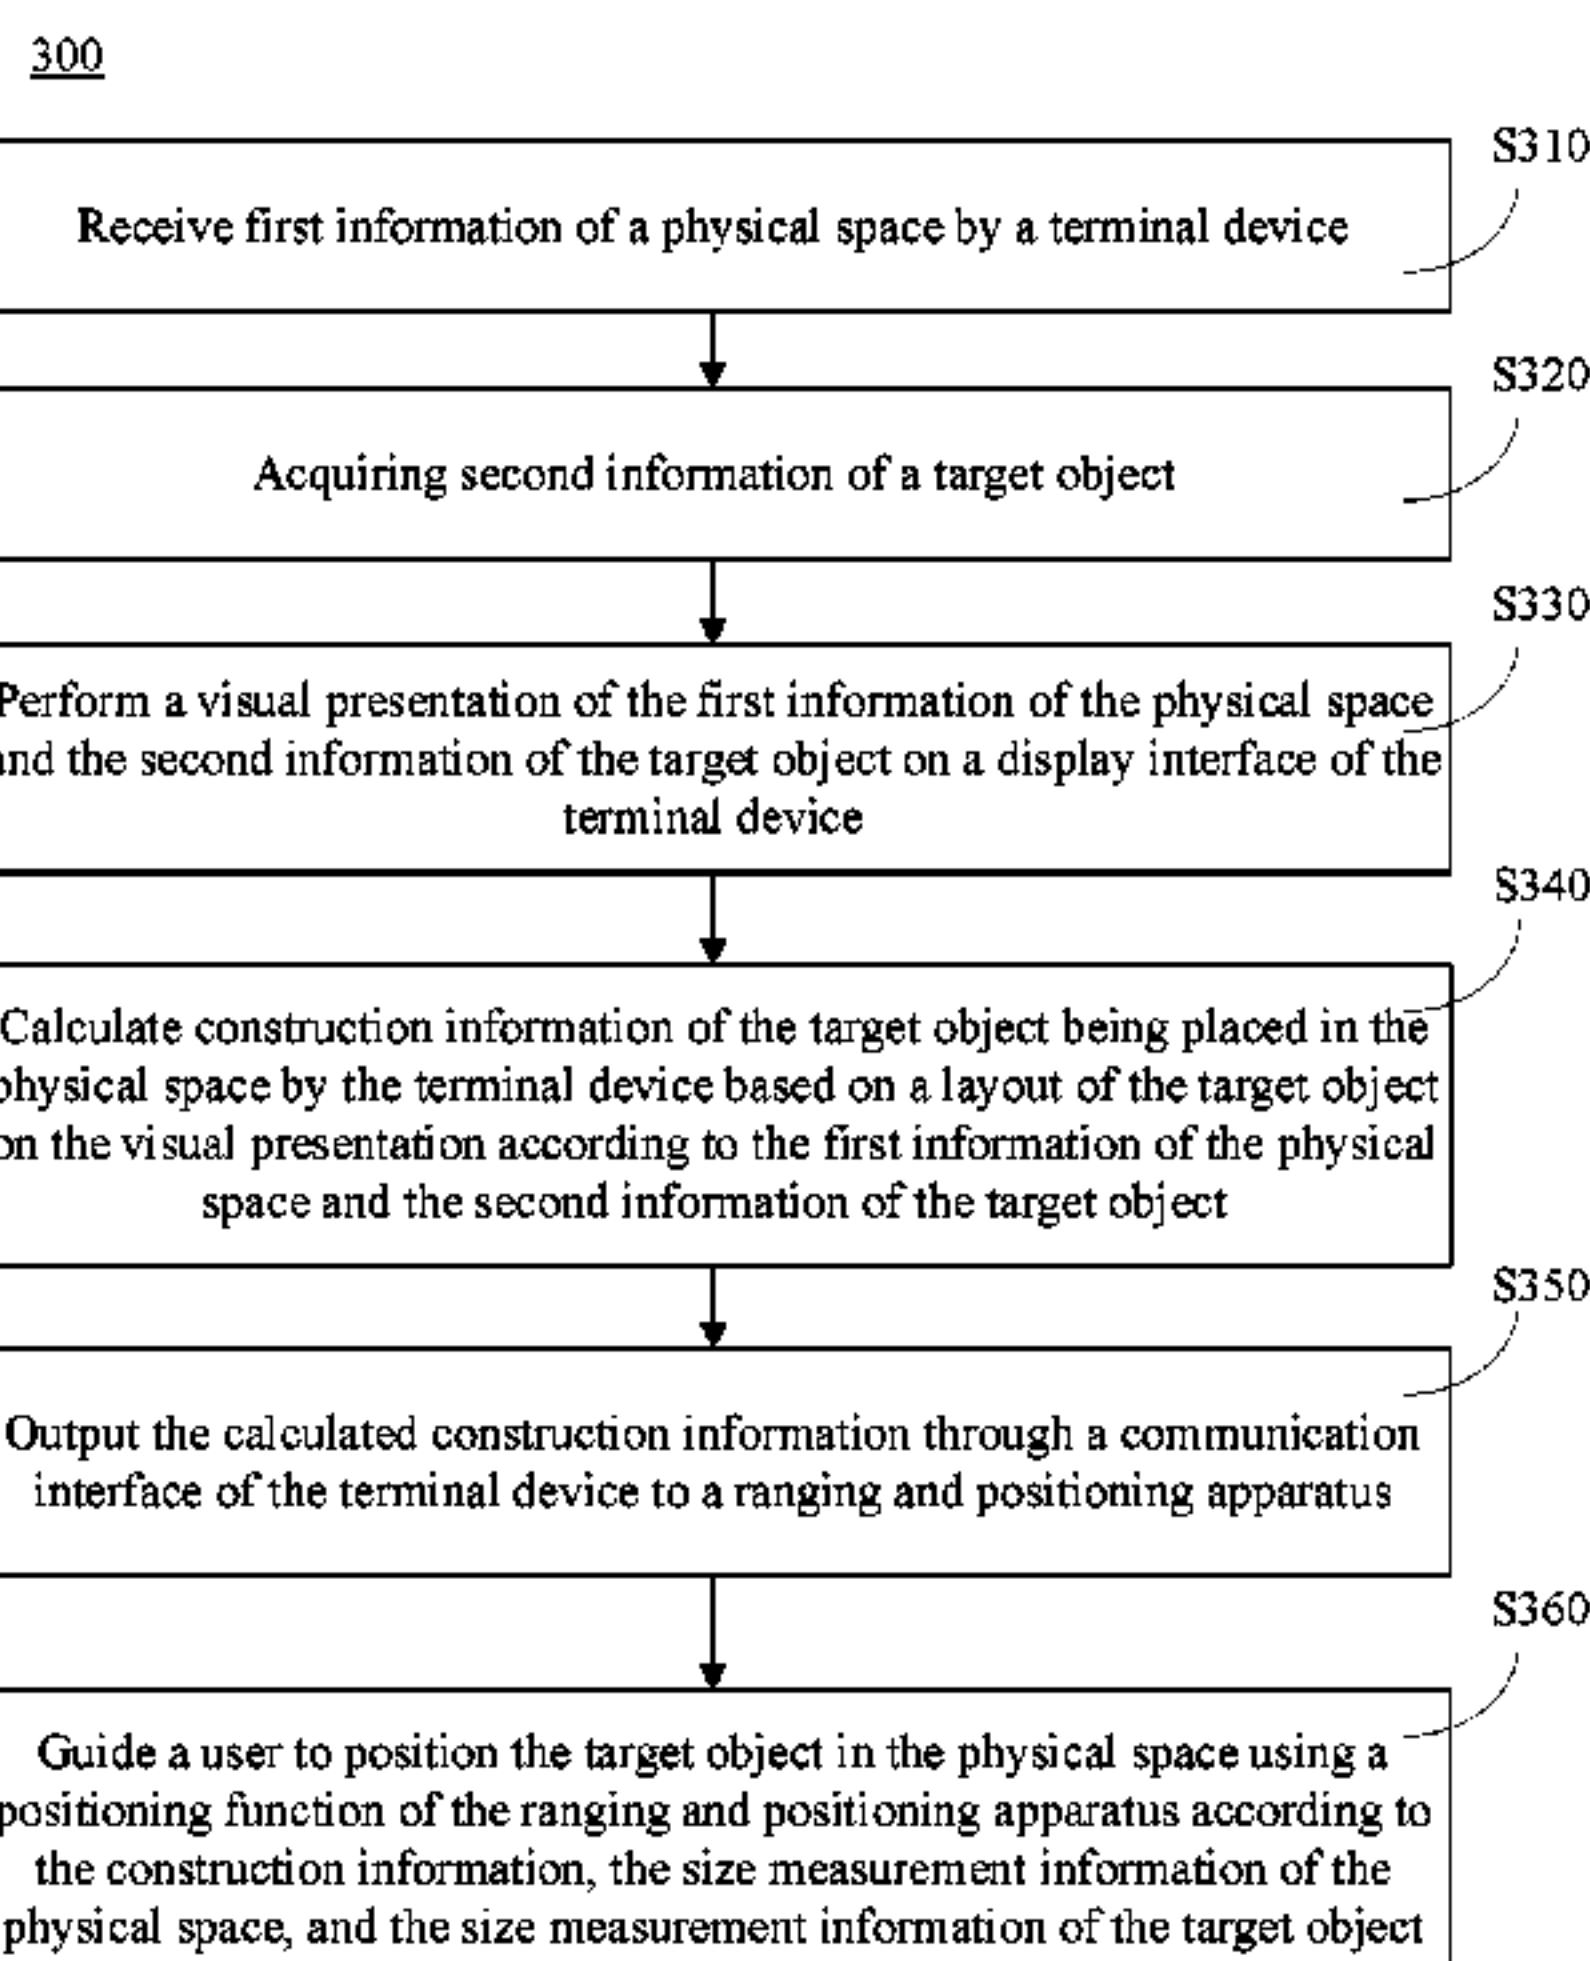 300
S310
Receive first information of a physical space by a terminal device
S320
Acquiring second information of a target object
S330
Perform a visual presentation of the first information of the physical space
and the second information of the target object on a display interface of the
terminal device
S340
Calculate construction information of the target object being placed in the
physical space by the terminal device based on a layout of the target object
on the visual presentation according to the first information of the physical
space and the second information of the target object
S350
Output the calculated construction information through a communication
interface of the terminal device to a ranging and positioning apparatus
S360
Guide a user to position the target object in the physical space using a
positioning function of the ranging and positioning apparatus according to
the construction information, the size measurement information of the
physical space, and the size measurement information of the target object